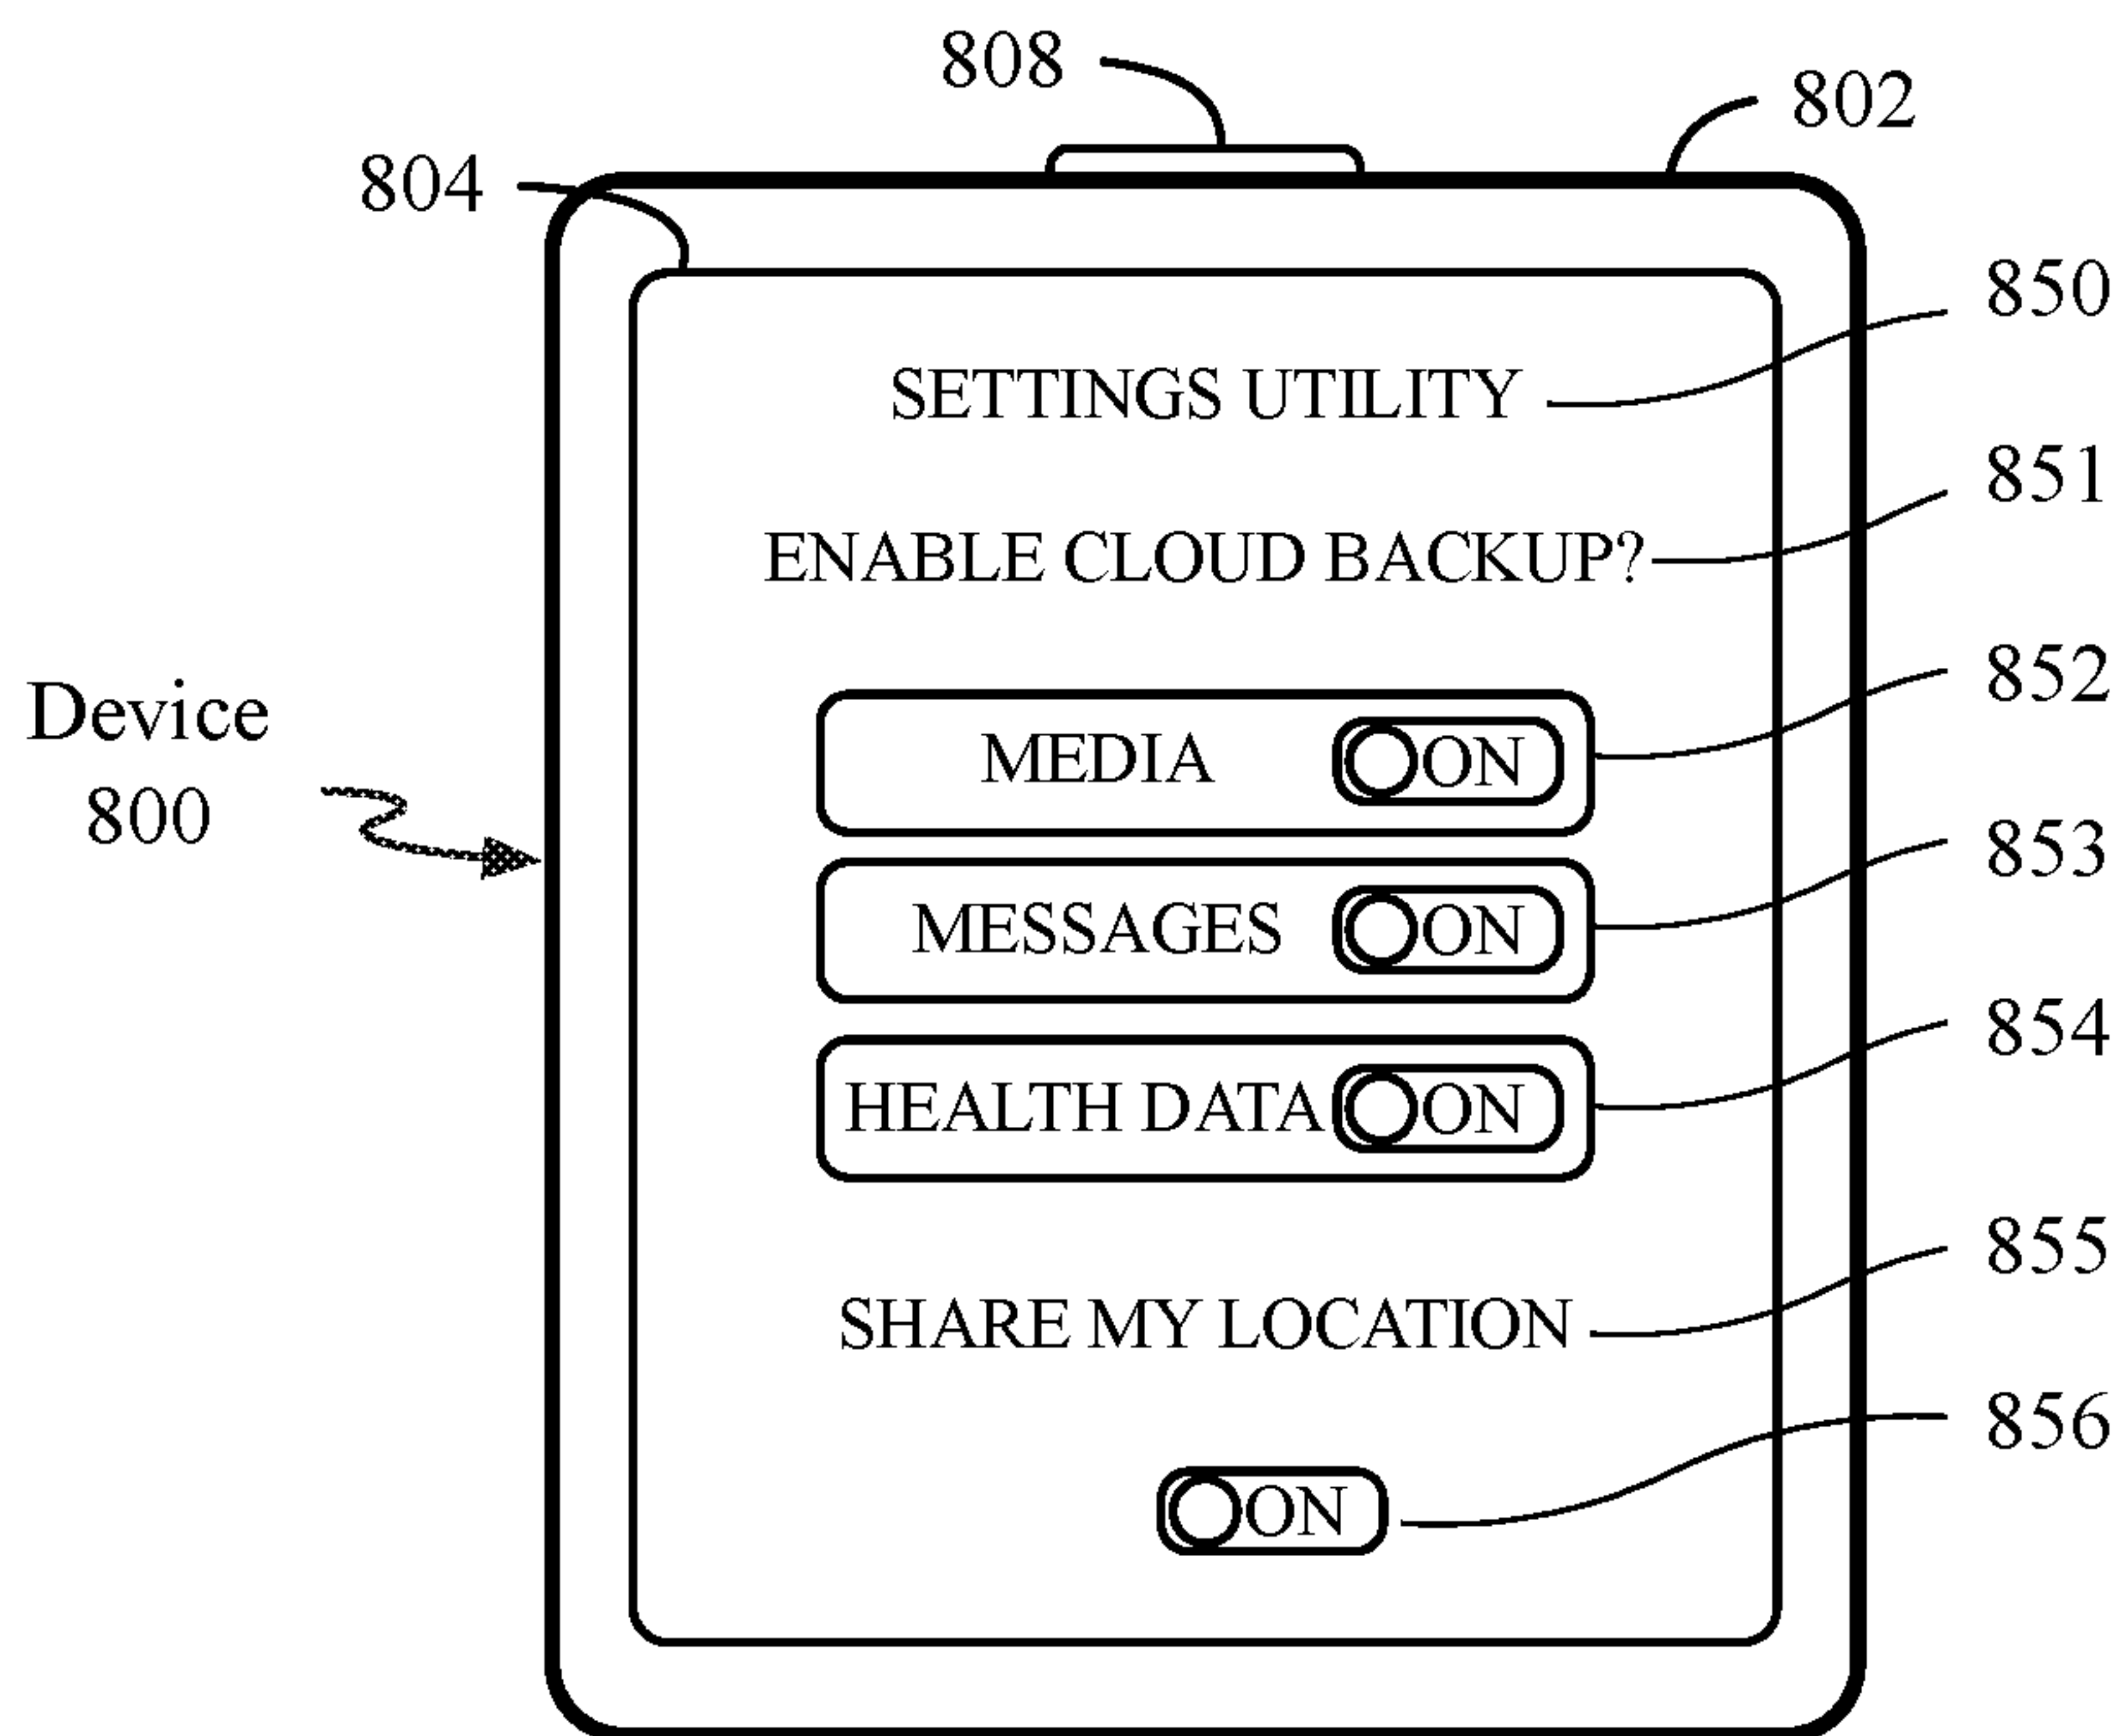 808
802
804
850
SETTINGS UTILITY
851
ENABLE CLOUD BACKUP?
852
Device
800
MEDIA ON
853
MESSAGES ON
854
HEALTH DATA ON
855
SHARE MY LOCATION
856
ON